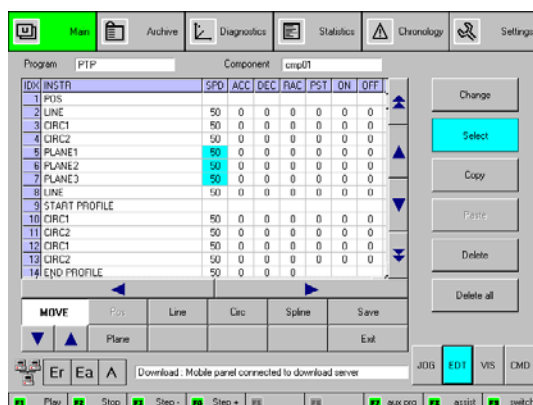 Main Archive Diagnostics Statistics Chronology Settings
Program PTP Component cmp01
IDX INSTR SPD ACC DEC RAC PST ON OFF
1 POS
2 LINE 50 0 0 0 0 0 0
3 CIRC1 50 0 0 0 0 0 0
4 CIRC2 50 0 0 0 0 0 0
5 PLANE1 50 0 0 0 0 0 0
6 PLANE2 50 0 0 0 0 0 0
7 PLANE3 50 0 0 0 0 0 0
8 LINE 50 0 0 0 0 0 0
9 START PROFILE
10 CIRC1 50 0 0 0 0 0 0
11 CIRC2 50 0 0 0 0 0 0
12 CIRC1 50 0 0 0 0 0 0
13 CIRC2 50 0 0 0 0 0 0
14 END PROFILE 50 0 0 0
Change
Select
Copy
Paste
Delete
Delete all
MOVE Pos Line Circ Spline Save
Plane Exit
Er Ea Λ Download : Mobile panel connected to download server
JOG EDT VIS CMD
F1 Play F2 Stop F3 Step - F4 Step + F5 F6 F7 aux prg F8 assist F9 switch